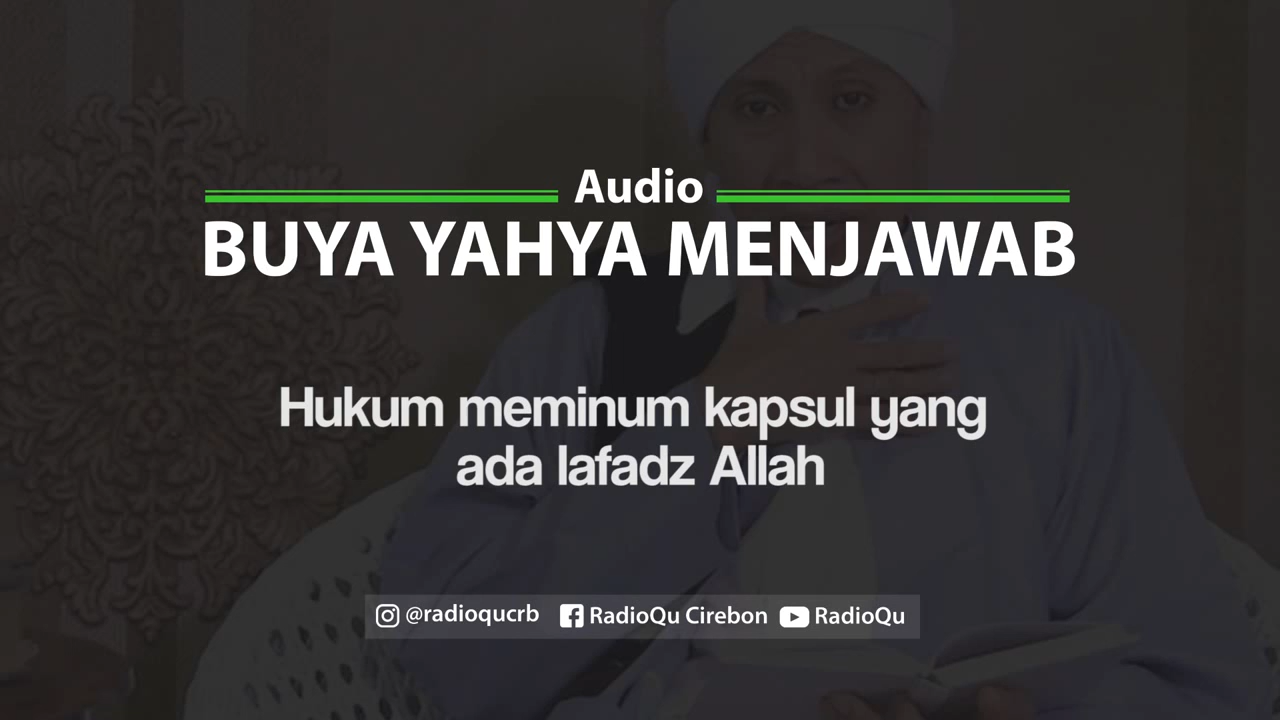 Audio
BUYA YAHYA MENJAWAB
Hukum meminum kapsul yang
ada lafadz Allah
@radioqucrb RadioQu Cirebon RadioQu